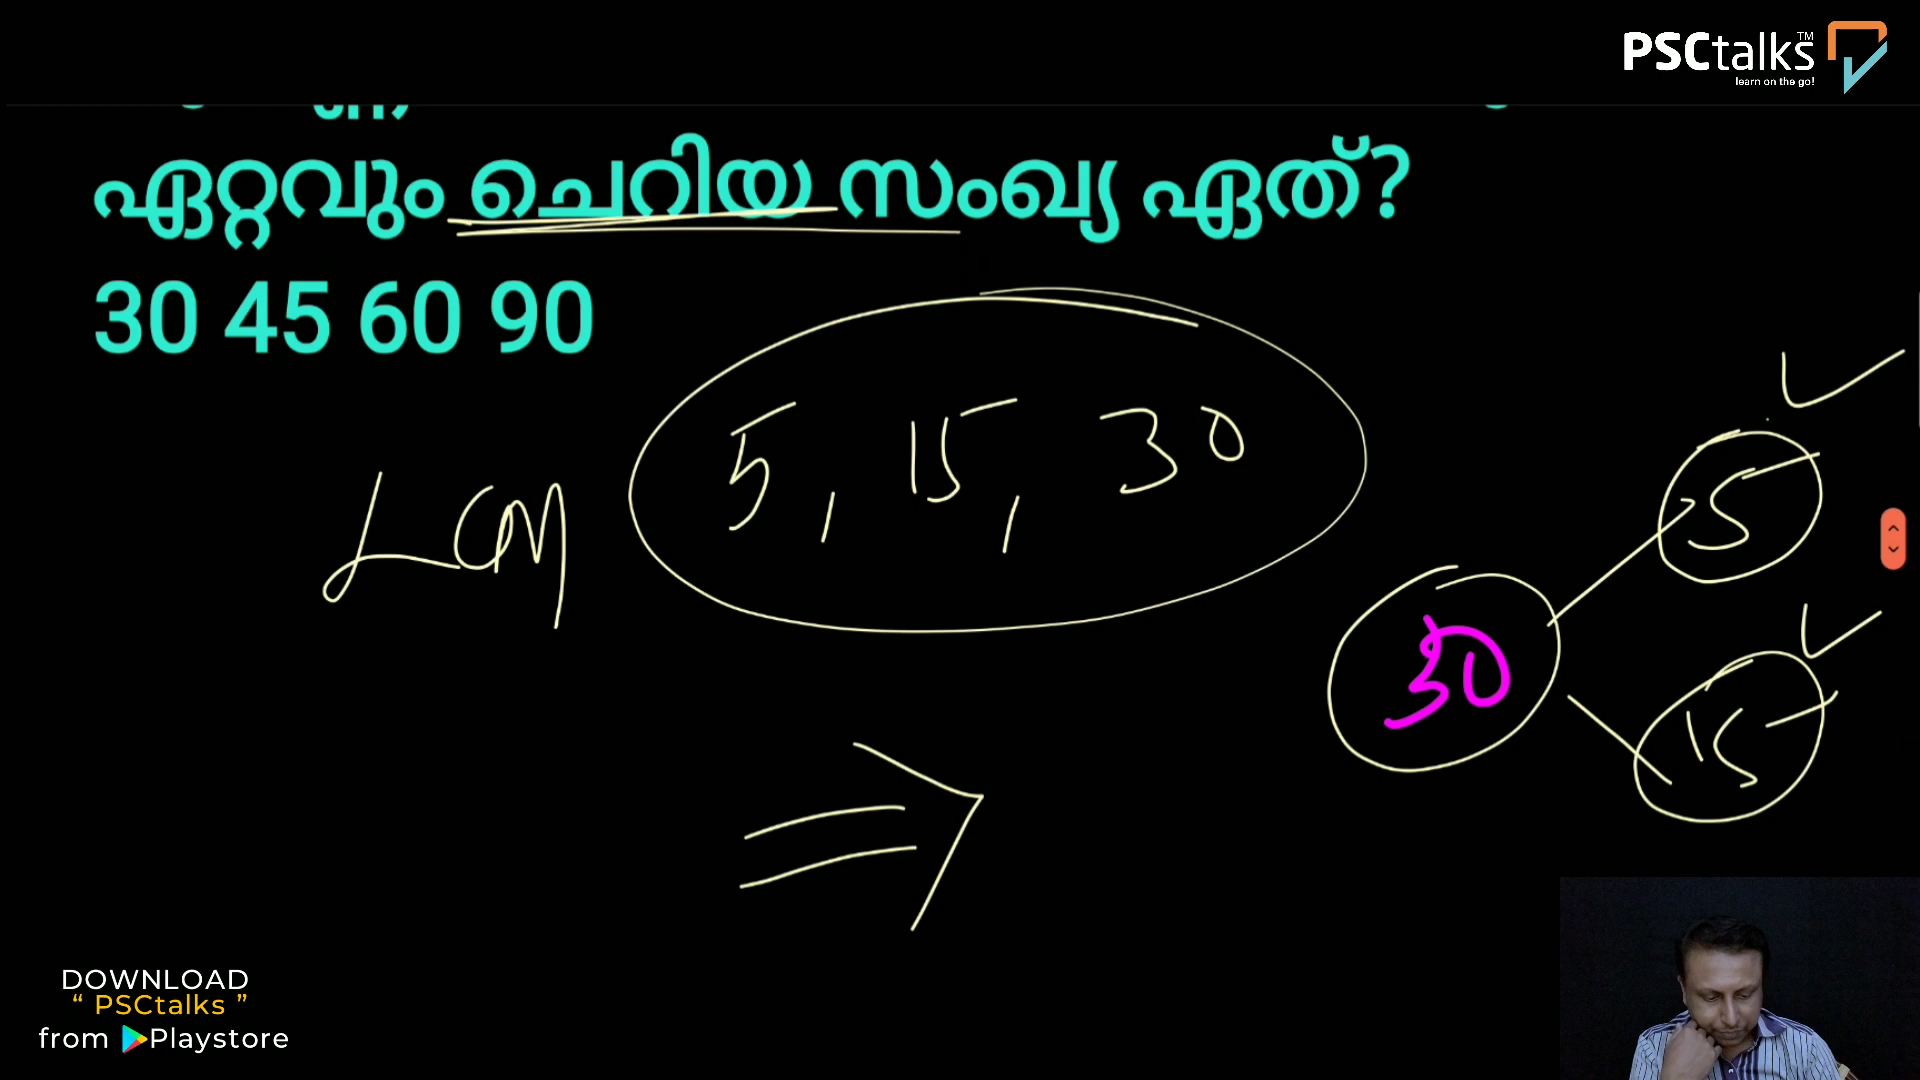 PSCtalks™
learn on the go!
ഏറ്റവും ചെറിയ സംഖ്യ ഏത്?
30 45 60 90
5, 15, 30
LCM
5
30
15
DOWNLOAD
“ PSCtalks ”
from Playstore